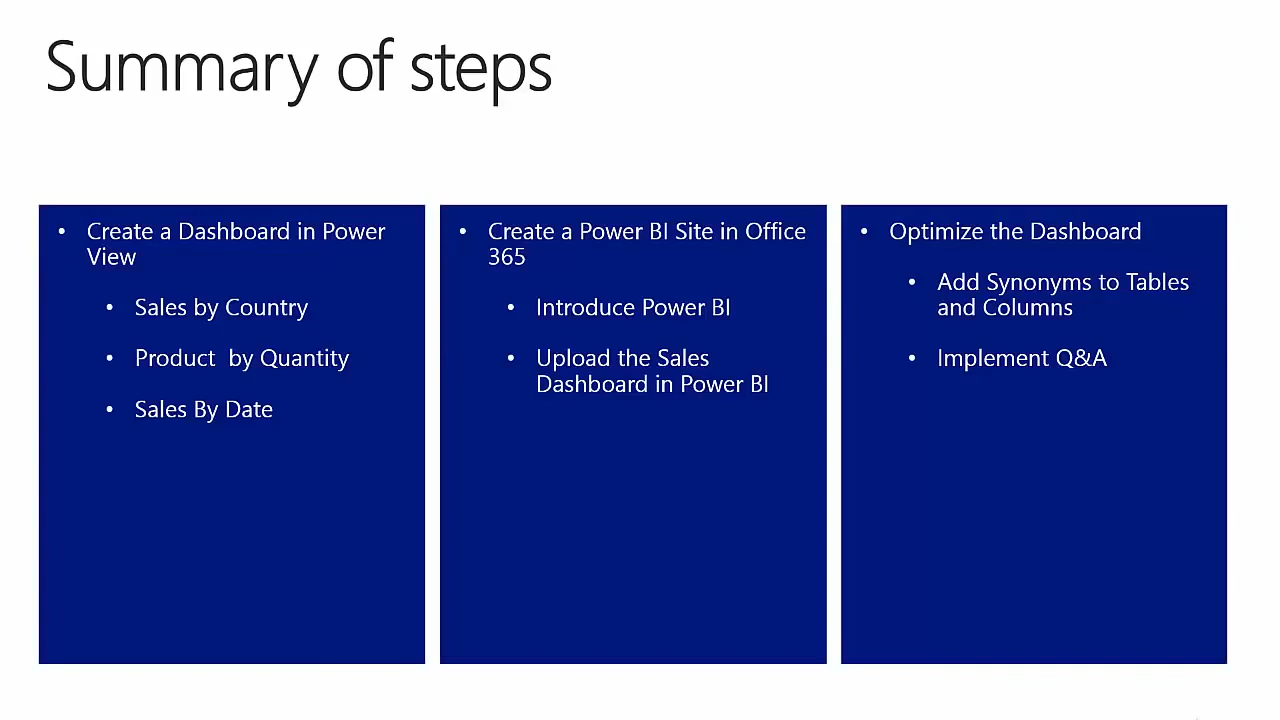 Summary of steps
• Create a Dashboard in Power
View
• Sales by Country
• Product  by Quantity
• Sales By Date
• Create a Power BI Site in Office
365
• Introduce Power BI
• Upload the Sales
Dashboard in Power BI
• Optimize the Dashboard
• Add Synonyms to Tables
and Columns
• Implement Q&A